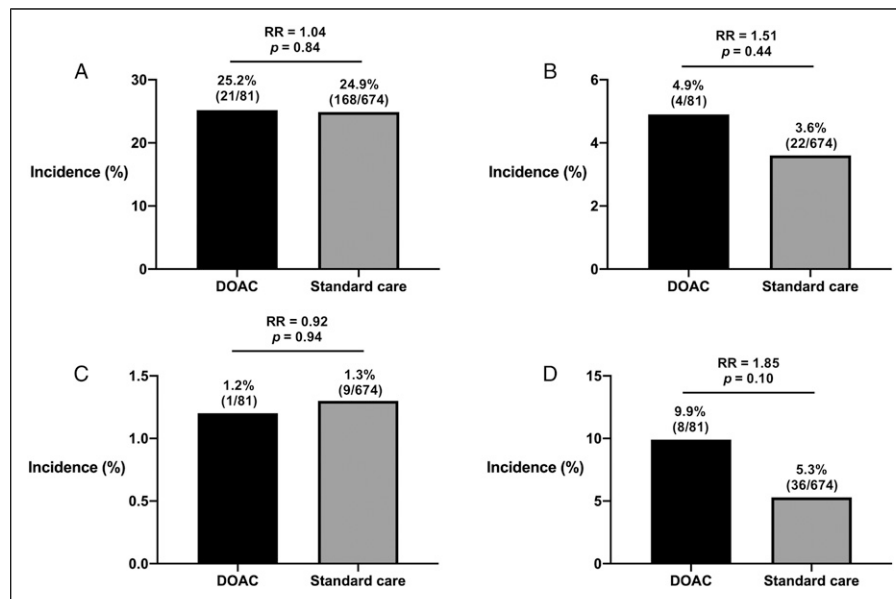 A
RR = 1.04
p = 0.84
25.2%
(21/81)
24.9%
(168/674)
30
20
10
0
Incidence (%)
DOAC
Standard care
B
RR = 1.51
p = 0.44
4.9%
(4/81)
3.6%
(22/674)
6
4
2
0
Incidence (%)
DOAC
Standard care
C
RR = 0.92
p = 0.94
1.2%
(1/81)
1.3%
(9/674)
1.5
1.0
0.5
0.0
Incidence (%)
DOAC
Standard care
D
RR = 1.85
p = 0.10
9.9%
(8/81)
5.3%
(36/674)
15
10
5
0
Incidence (%)
DOAC
Standard care